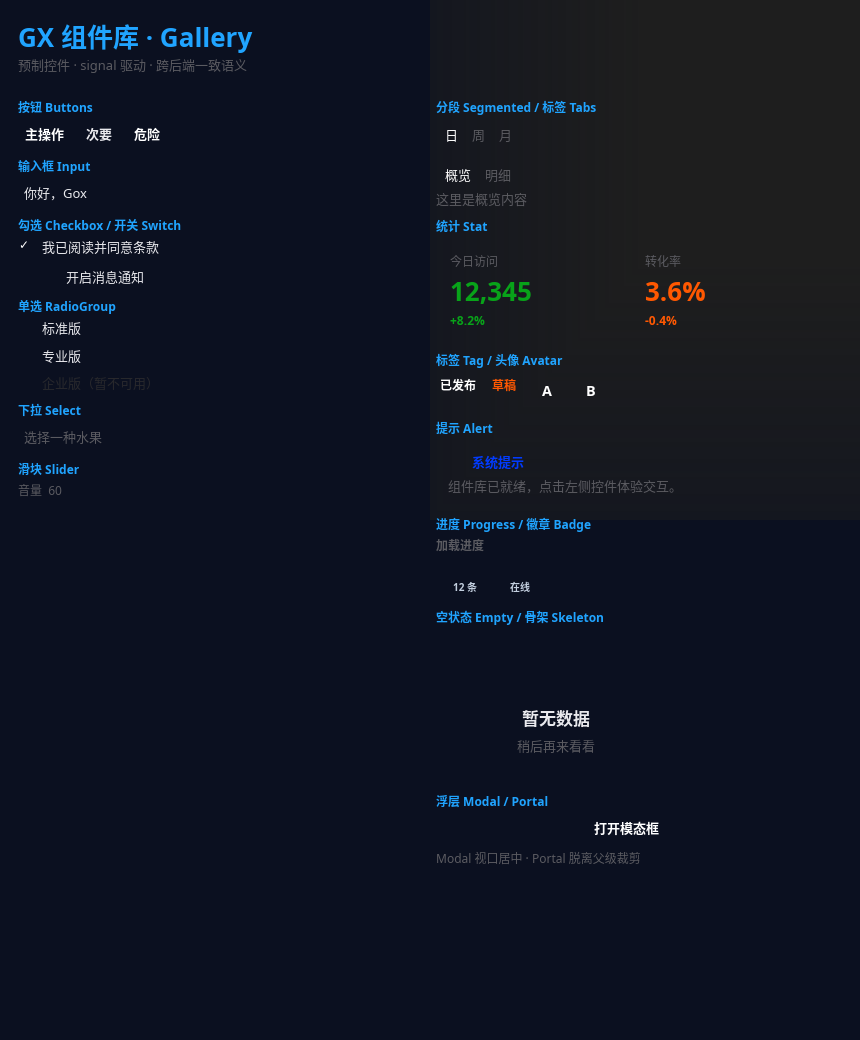 GX 组件库 · Gallery
预制控件 · signal 驱动 · 跨后端一致语义
按钮 Buttons
主操作 次要 危险
输入框 Input
你好，Gox
勾选 Checkbox / 开关 Switch
✓ 我已阅读并同意条款
开启消息通知
单选 RadioGroup
标准版
专业版
企业版（暂不可用）
下拉 Select
选择一种水果
滑块 Slider
音量 60
分段 Segmented / 标签 Tabs
日 周 月
概览 明细
这里是概览内容
统计 Stat
今日访问 转化率
12,345 3.6%
+8.2% -0.4%
标签 Tag / 头像 Avatar
已发布 草稿 A B
提示 Alert
系统提示
组件库已就绪，点击左侧控件体验交互。
进度 Progress / 徽章 Badge
加载进度
12 条 在线
空状态 Empty / 骨架 Skeleton
暂无数据
稍后再来看看
浮层 Modal / Portal
打开模态框
Modal 视口居中 · Portal 脱离父级裁剪